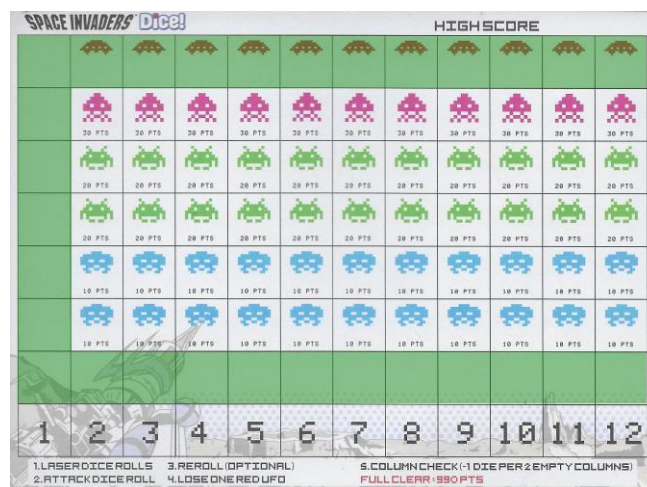 SPACE INVADERS Dice!
HIGH SCORE
30 PTS 30 PTS 30 PTS 30 PTS 30 PTS 30 PTS 30 PTS 30 PTS 30 PTS 30 PTS 30 PTS
20 PTS 20 PTS 20 PTS 20 PTS 20 PTS 20 PTS 20 PTS 20 PTS 20 PTS 20 PTS 20 PTS
20 PTS 20 PTS 20 PTS 20 PTS 20 PTS 20 PTS 20 PTS 20 PTS 20 PTS 20 PTS 20 PTS
10 PTS 10 PTS 10 PTS 10 PTS 10 PTS 10 PTS 10 PTS 10 PTS 10 PTS 10 PTS 10 PTS
10 PTS 10 PTS 10 PTS 10 PTS 10 PTS 10 PTS 10 PTS 10 PTS 10 PTS 10 PTS 10 PTS
1 2 3 4 5 6 7 8 9 10 11 12
1.LASER DICE ROLLS 3.REROLL (OPTIONAL) 5.COLUMN CHECK (-1 DIE PER 2 EMPTY COLUMNS)
2.ATTACK DICE ROLL 4.LOSE ONE RED UFO FULL CLEAR = 990 PTS